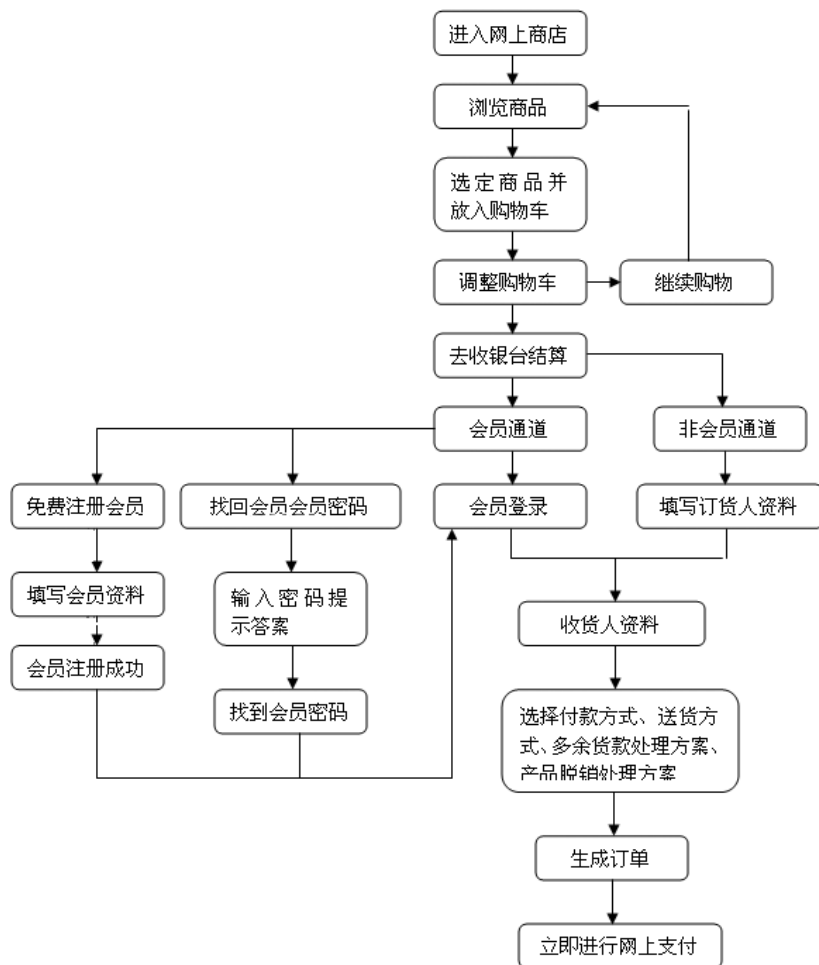 进入网上商店
浏览商品
选定商品并
放入购物车
调整购物车
继续购物
去收银台结算
会员通道
非会员通道
免费注册会员
找回会员会员密码
会员登录
填写订货人资料
填写会员资料
输入密码提
示答案
收货人资料
会员注册成功
找到会员密码
选择付款方式、送货方
式、多余货款处理方案、
产品脱销处理方案
生成订单
立即进行网上支付